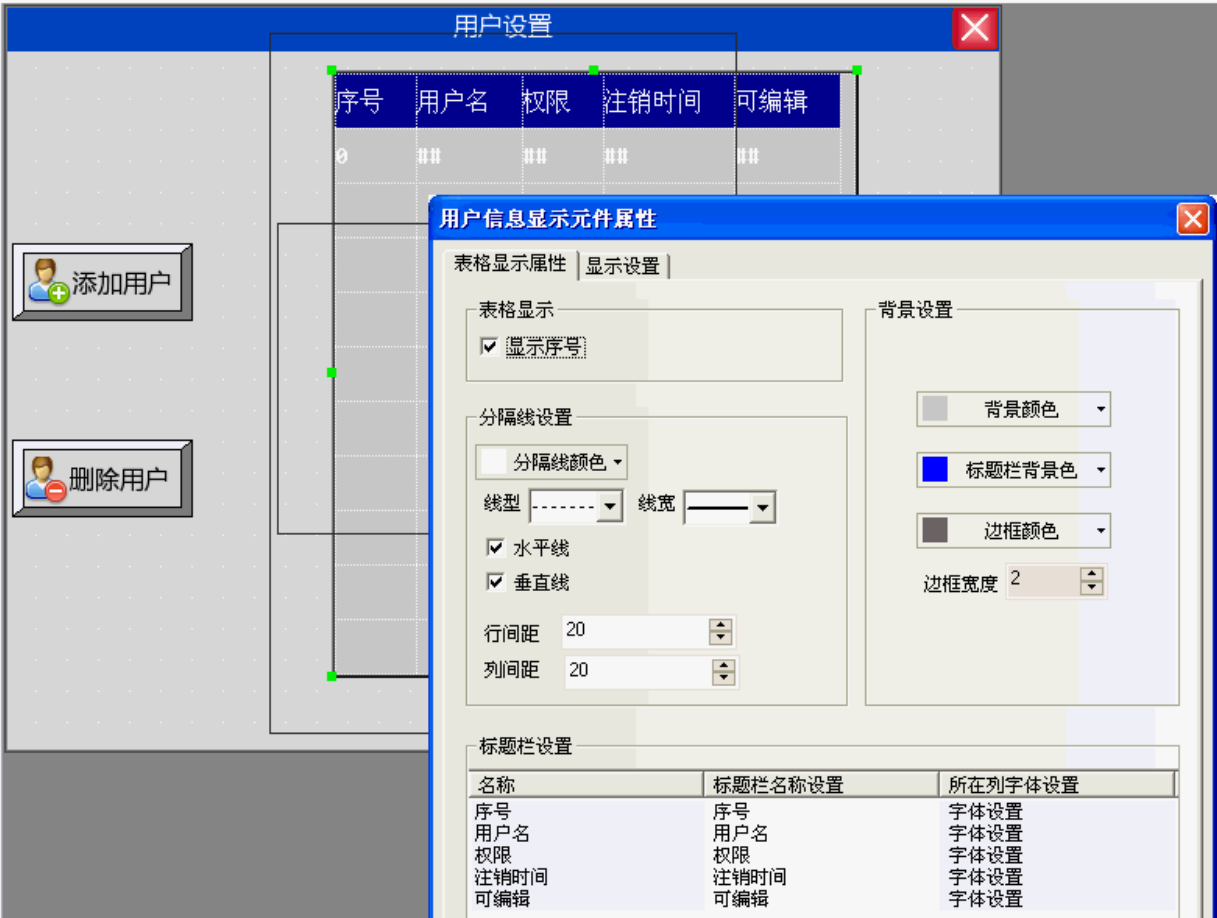 用户设置
序号 用户名 权限 注销时间 可编辑
0 ## ## ## ##
添加用户
删除用户
用户信息显示元件属性
表格显示属性 显示设置
表格显示
显示序号
分隔线设置
分隔线颜色
线型 线宽
水平线
垂直线
行间距 20
列间距 20
背景设置
背景颜色
标题栏背景色
边框颜色
边框宽度 2
标题栏设置
名称 标题栏名称设置 所在列字体设置
序号 序号 字体设置
用户名 用户名 字体设置
权限 权限 字体设置
注销时间 注销时间 字体设置
可编辑 可编辑 字体设置